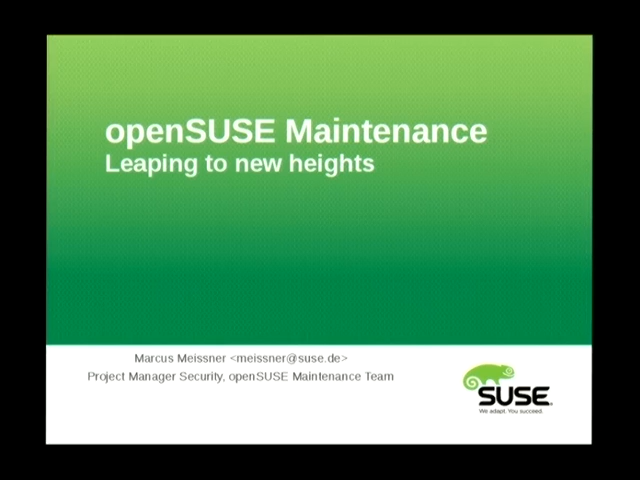 openSUSE Maintenance
Leaping to new heights
Marcus Meissner <meissner@suse.de>
Project Manager Security, openSUSE Maintenance Team
SUSE
We adapt. You succeed.